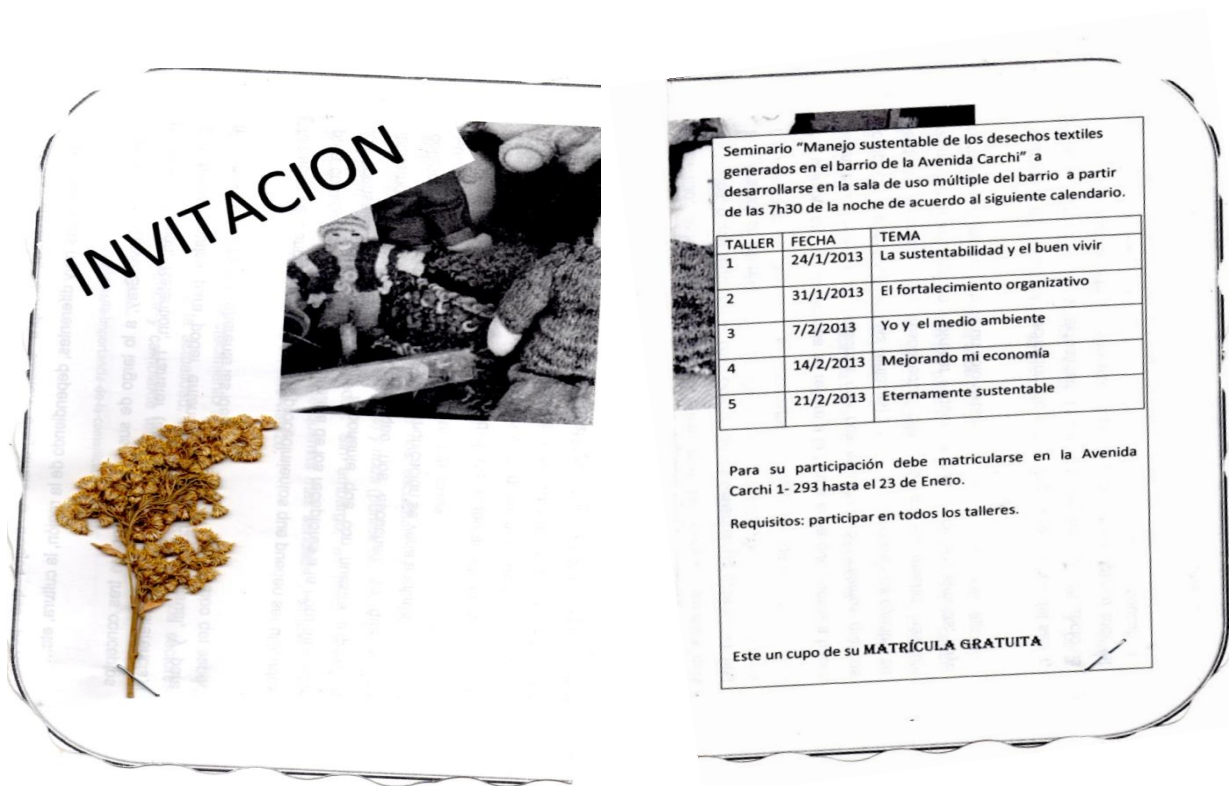 INVITACION
Seminario "Manejo sustentable de los desechos textiles
generados en el barrio de la Avenida Carchi" a
desarrollarse en la sala de uso múltiple del barrio a partir
de las 7h30 de la noche de acuerdo al siguiente calendario.
TALLER FECHA TEMA
1 24/1/2013 La sustentabilidad y el buen vivir
2 31/1/2013 El fortalecimiento organizativo
3 7/2/2013 Yo y el medio ambiente
4 14/2/2013 Mejorando mi economía
5 21/2/2013 Eternamente sustentable
Para su participación debe matricularse en la Avenida
Carchi 1- 293 hasta el 23 de Enero.
Requisitos: participar en todos los talleres.
Este un cupo de su MATRÍCULA GRATUITA